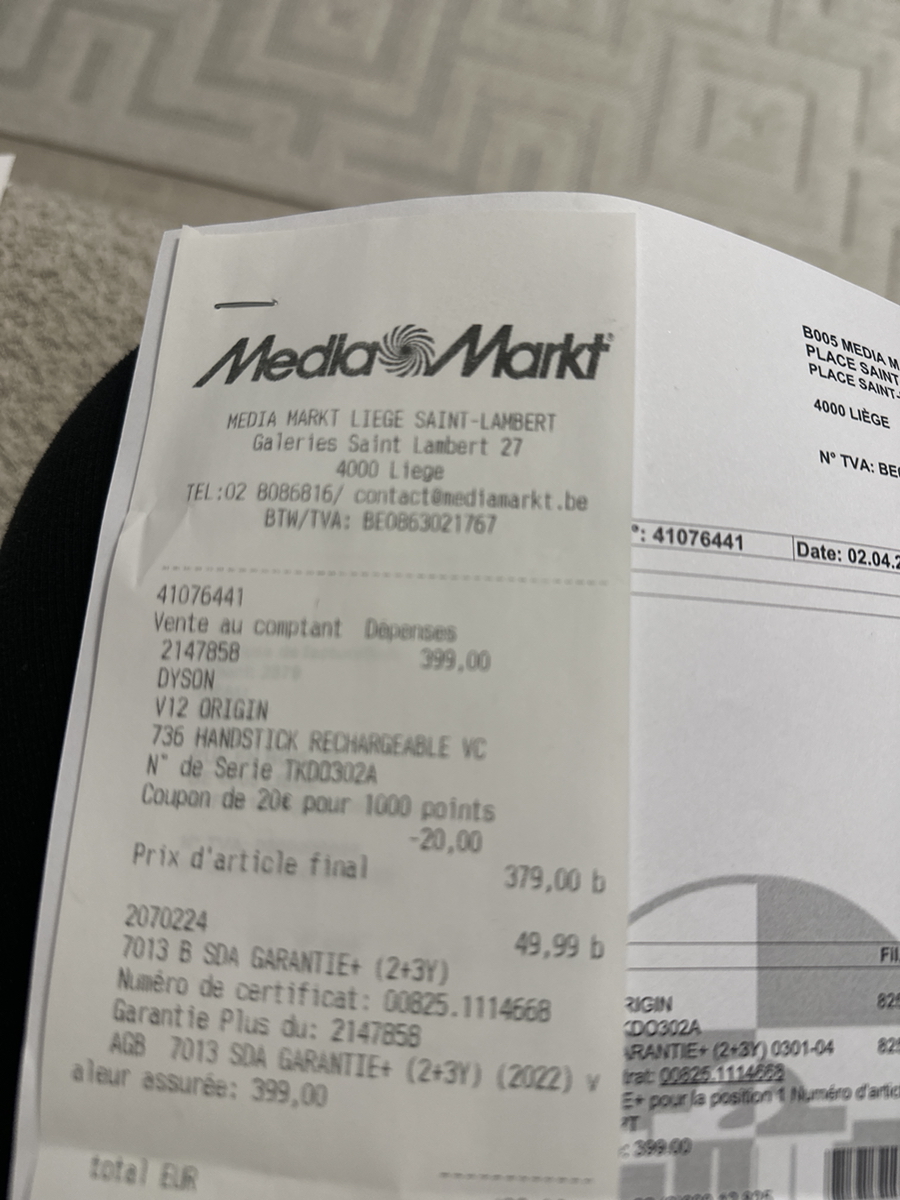 Media Markt
MEDIA MARKT LIEGE SAINT-LAMBERT
Galeries Saint Lambert 27
4000 Liege
TEL:02 8086816/ contact@mediamarkt.be
BTW/TVA: BE0863021767
41076441
Vente au comptant Dépenses
2147858 399,00
DYSON
V12 ORIGIN
736 HANDSTICK RECHARGEABLE VC
N° de Serie TKD0302A
Coupon de 20€ pour 1000 points
-20,00
Prix d'article final 379,00 b
2070224 49,99 b
7013 B SDA GARANTIE+ (2+3Y)
Numéro de certificat: 00825.1114668
Garantie Plus du: 2147858
AGB 7013 SDA GARANTIE+ (2+3Y) (2022) v
aleur assurée: 399,00
total EUR
B005 MEDIA M
PLACE SAINT
PLACE SAINT-
4000 LIÈGE
N° TVA: BE
°: 41076441 Date: 02.04.2
RIGIN 825
KDO302A
ARANTIE+ (2+3Y) 0301-04 825
trat: 00825.1114668
E+ pour la position 1 Numéro d'artic
: 399.00